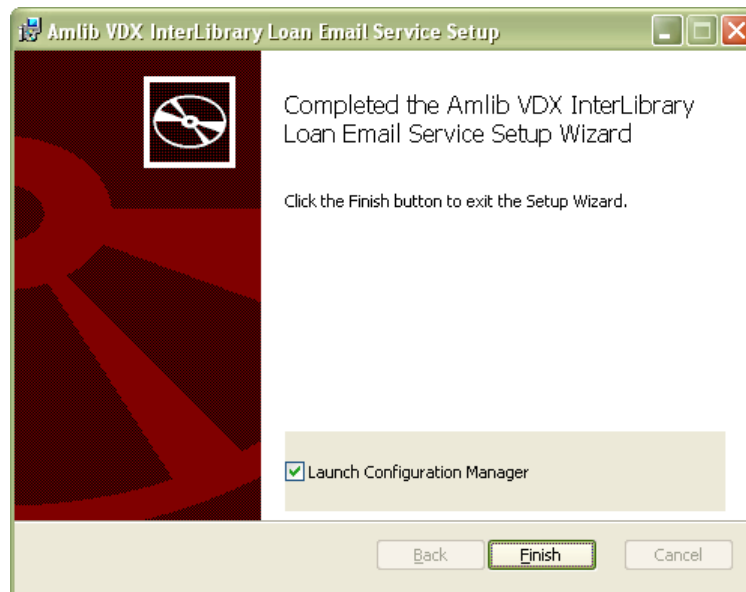 Amlib VDX InterLibrary Loan Email Service Setup
Completed the Amlib VDX InterLibrary
Loan Email Service Setup Wizard
Click the Finish button to exit the Setup Wizard.
Launch Configuration Manager
Back Finish Cancel